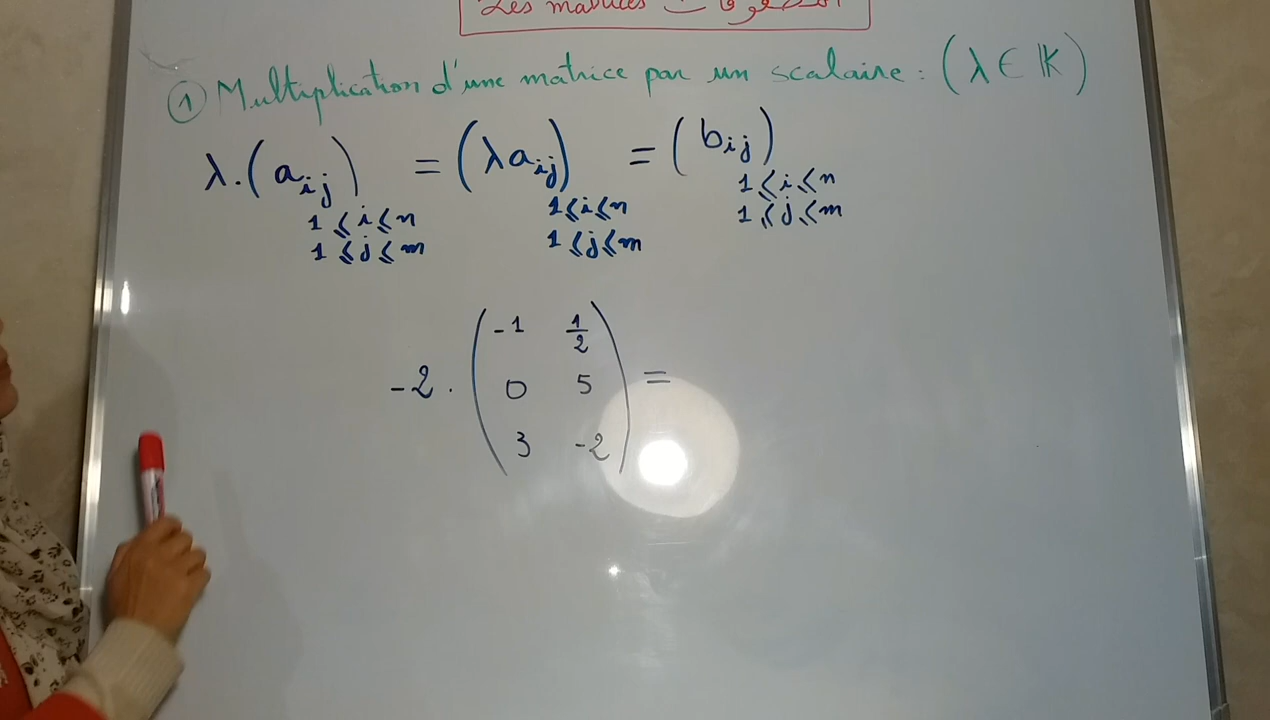 Les matrices المصفوفات
① Multiplication d'une matrice par un scalaire : (λ ∈ K)
λ.(a_ij) = (λa_ij) = (b_ij)
1⩽i⩽n 1⩽i⩽n 1⩽i⩽n
1⩽j⩽m 1⩽j⩽m 1⩽j⩽m
-1 1/2
-2 . ( 0 5 ) =
3 -2